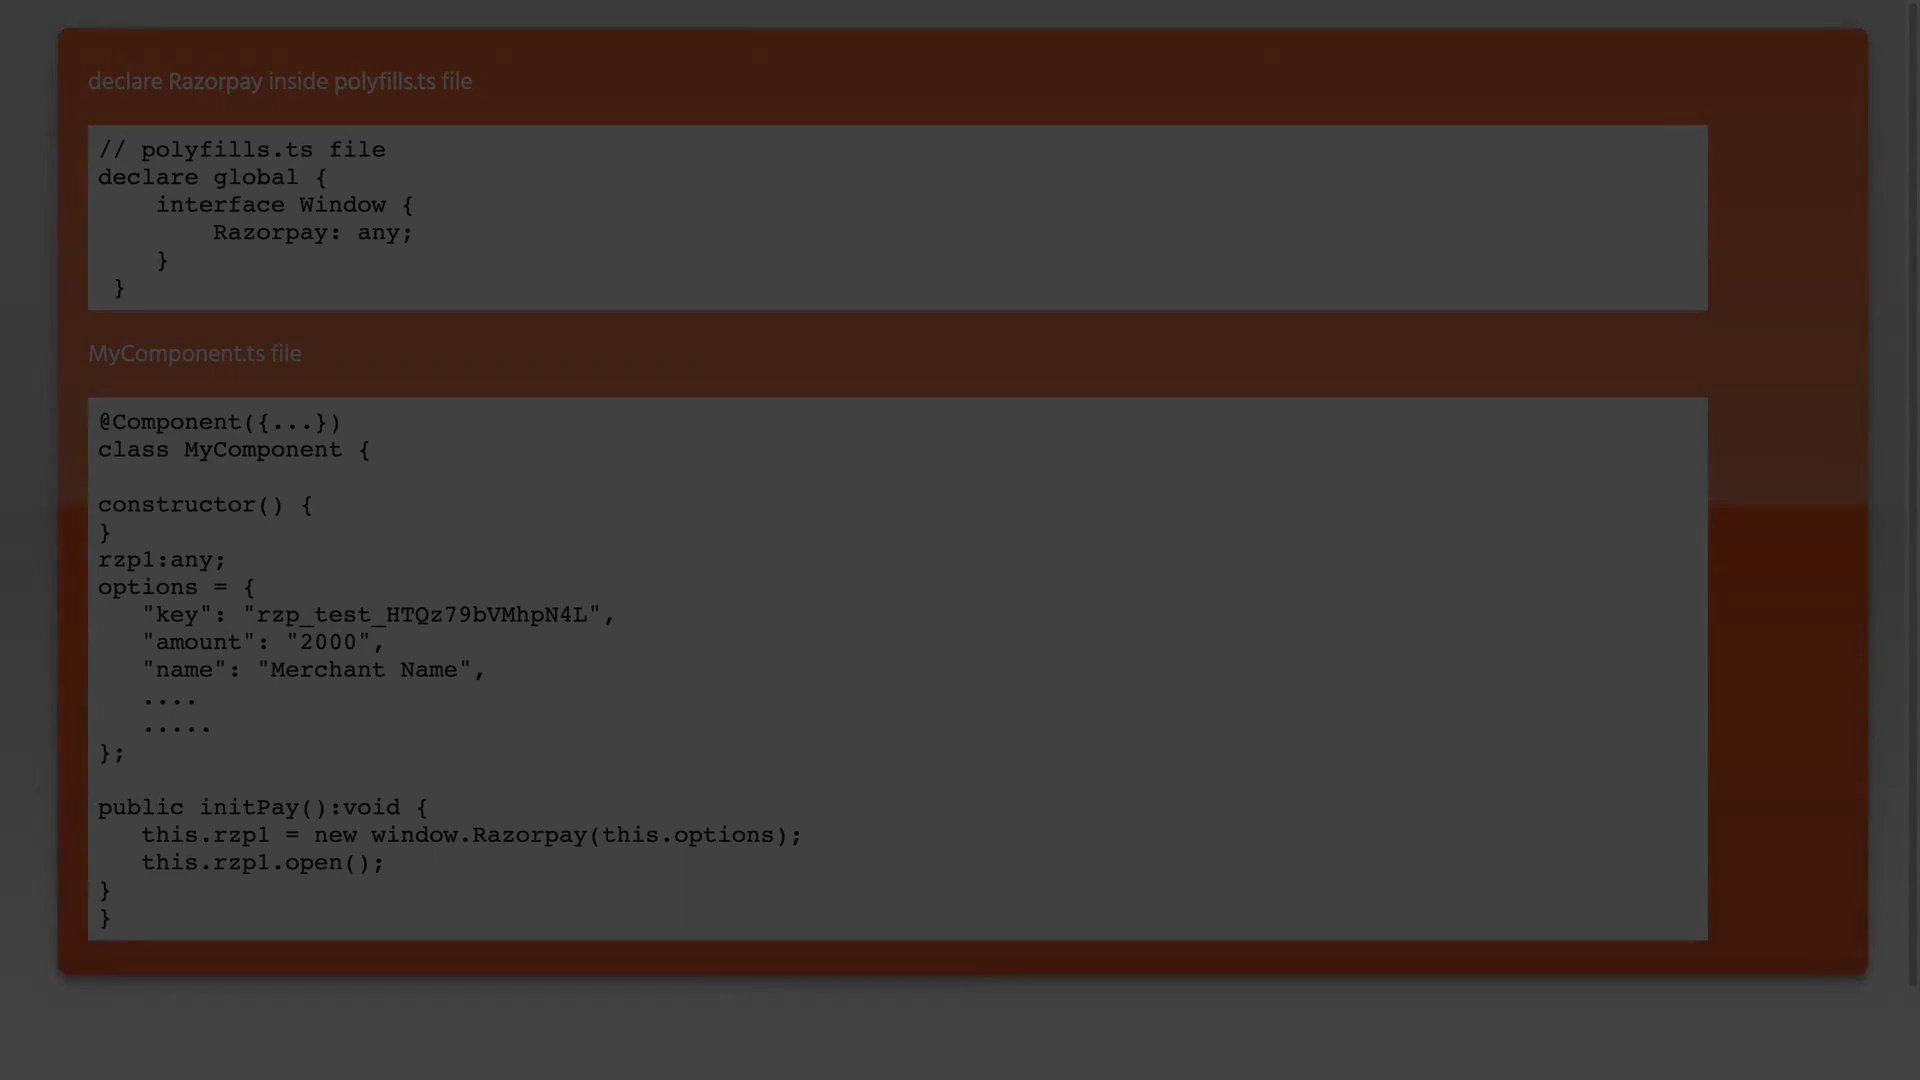 declare Razorpay inside polyfills.ts file
// polyfills.ts file
declare global {
interface Window {
Razorpay: any;
}
}
MyComponent.ts file
@Component({...})
class MyComponent {
constructor() {
}
rzp1:any;
options = {
"key": "rzp_test_HTQz79bVMhpN4L",
"amount": "2000",
"name": "Merchant Name",
....
.....
};
public initPay():void {
this.rzp1 = new window.Razorpay(this.options);
this.rzp1.open();
}
}